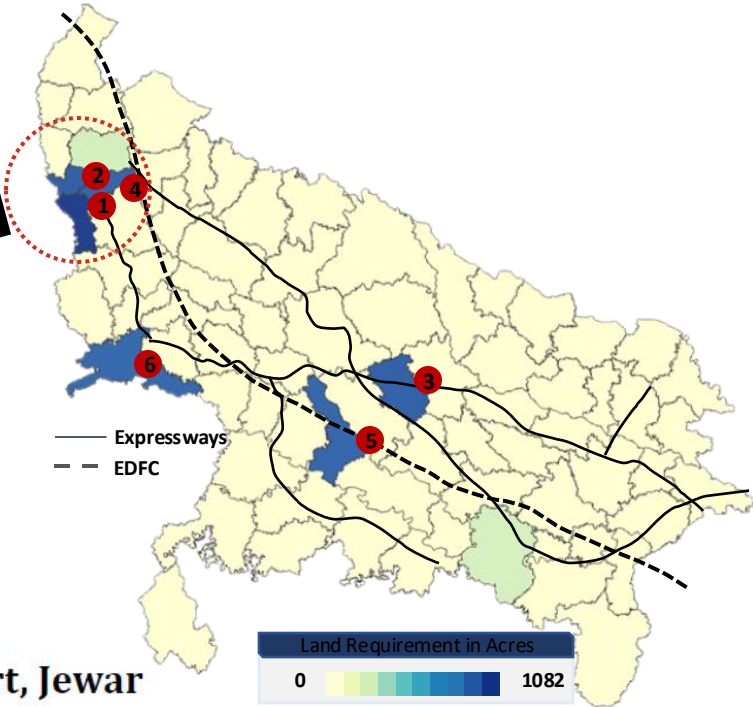 2
4
1
6
3
5
Expressways
EDFC
Land Requirement in Acres
0 1082
rt, Jewar